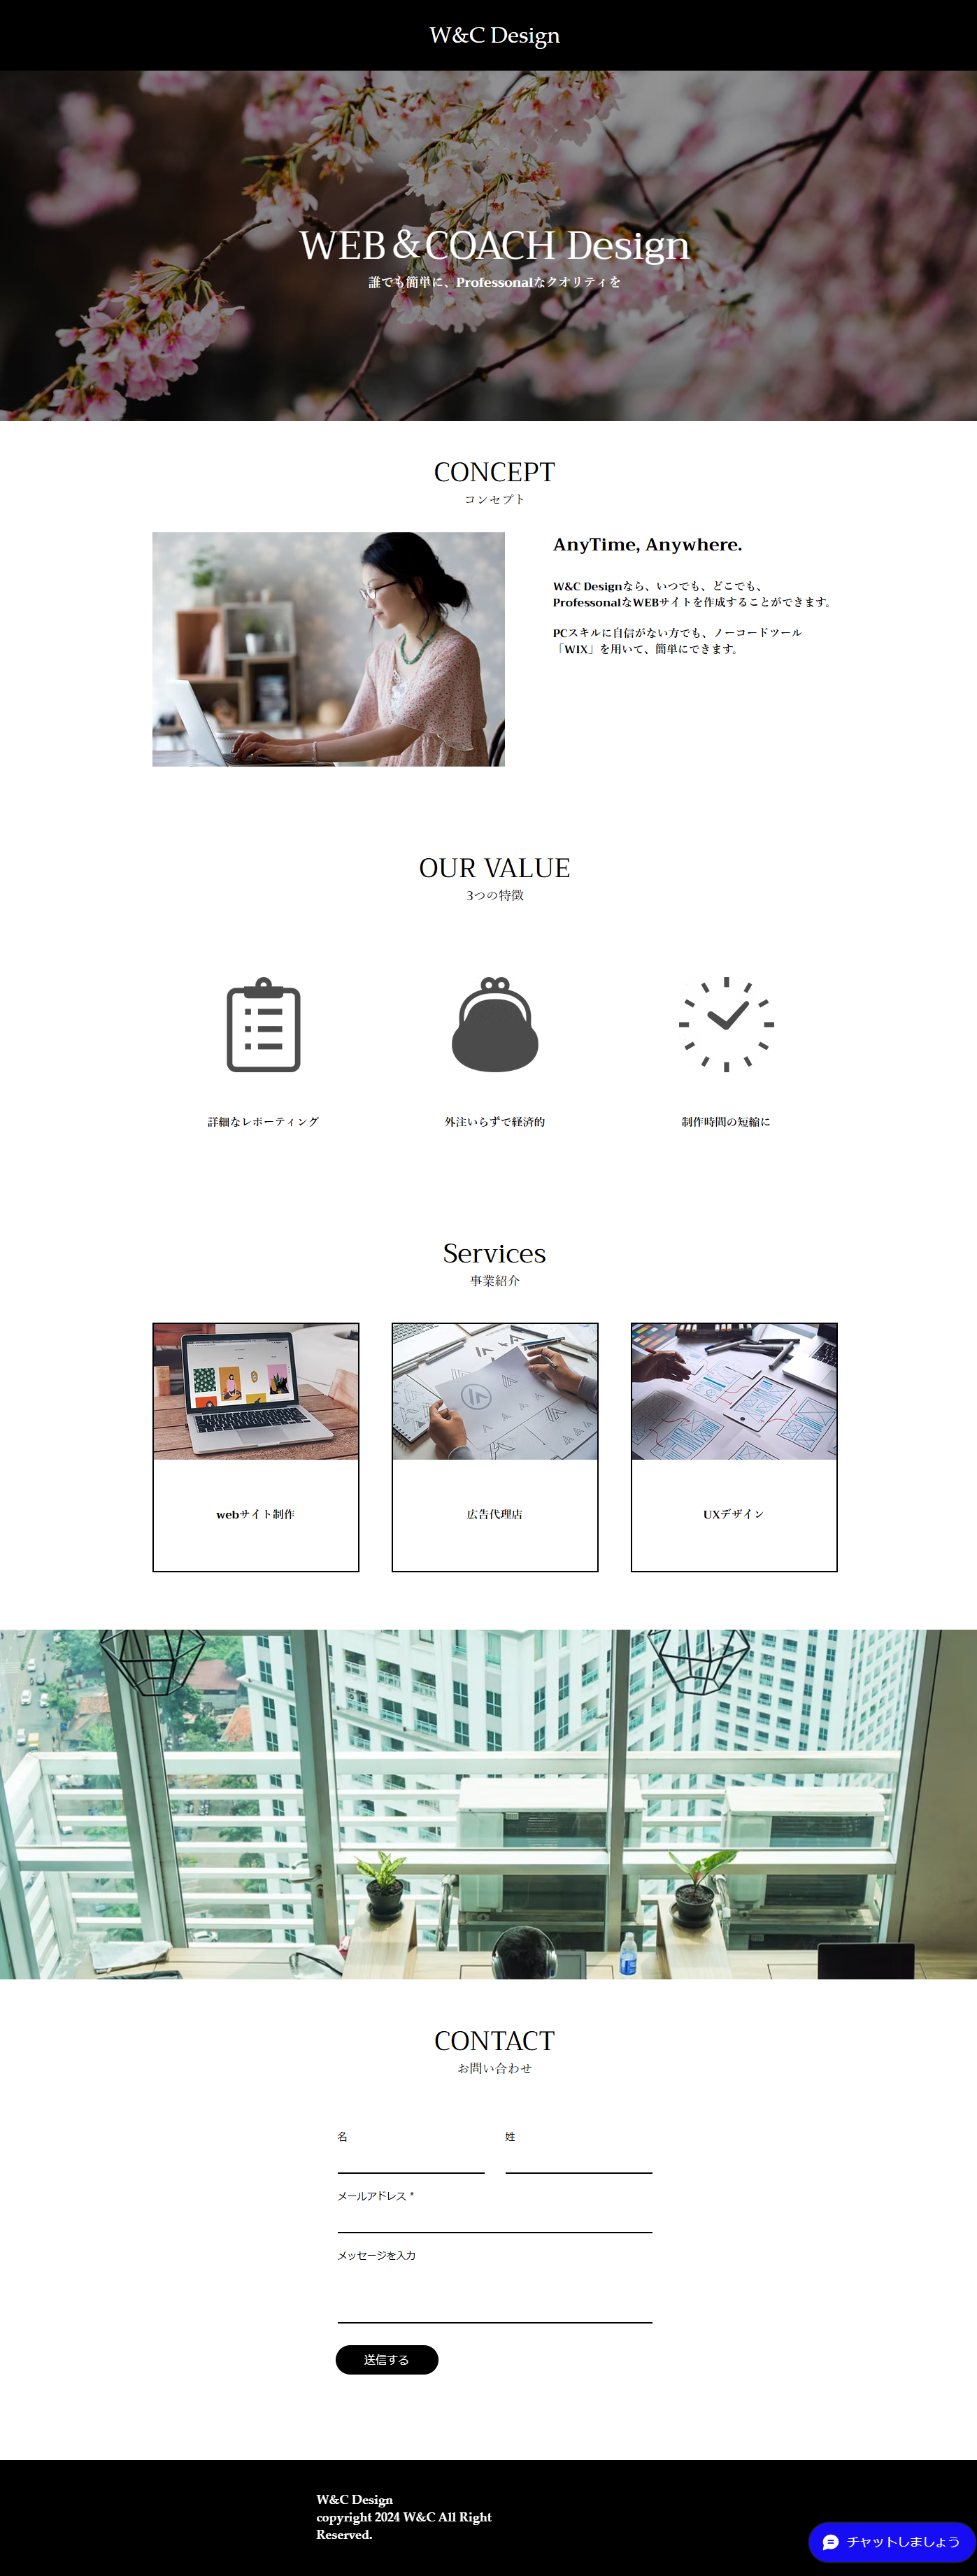 W&C Design
WEB＆COACH Design
誰でも簡単に、Professonalなクオリティを
CONCEPT
コンセプト
AnyTime, Anywhere.
W&C Designなら、いつでも、どこでも、
ProfessonalなWEBサイトを作成することができます。
PCスキルに自信がない方でも、ノーコードツール
「WIX」を用いて、簡単にできます。
OUR VALUE
3つの特徴
詳細なレポーティング
外注いらずで経済的
制作時間の短縮に
Services
事業紹介
webサイト制作
広告代理店
UXデザイン
CONTACT
お問い合わせ
名
姓
メールアドレス *
メッセージを入力
送信する
W&C Design
copyright 2024 W&C All Right
Reserved.
チャットしましょう